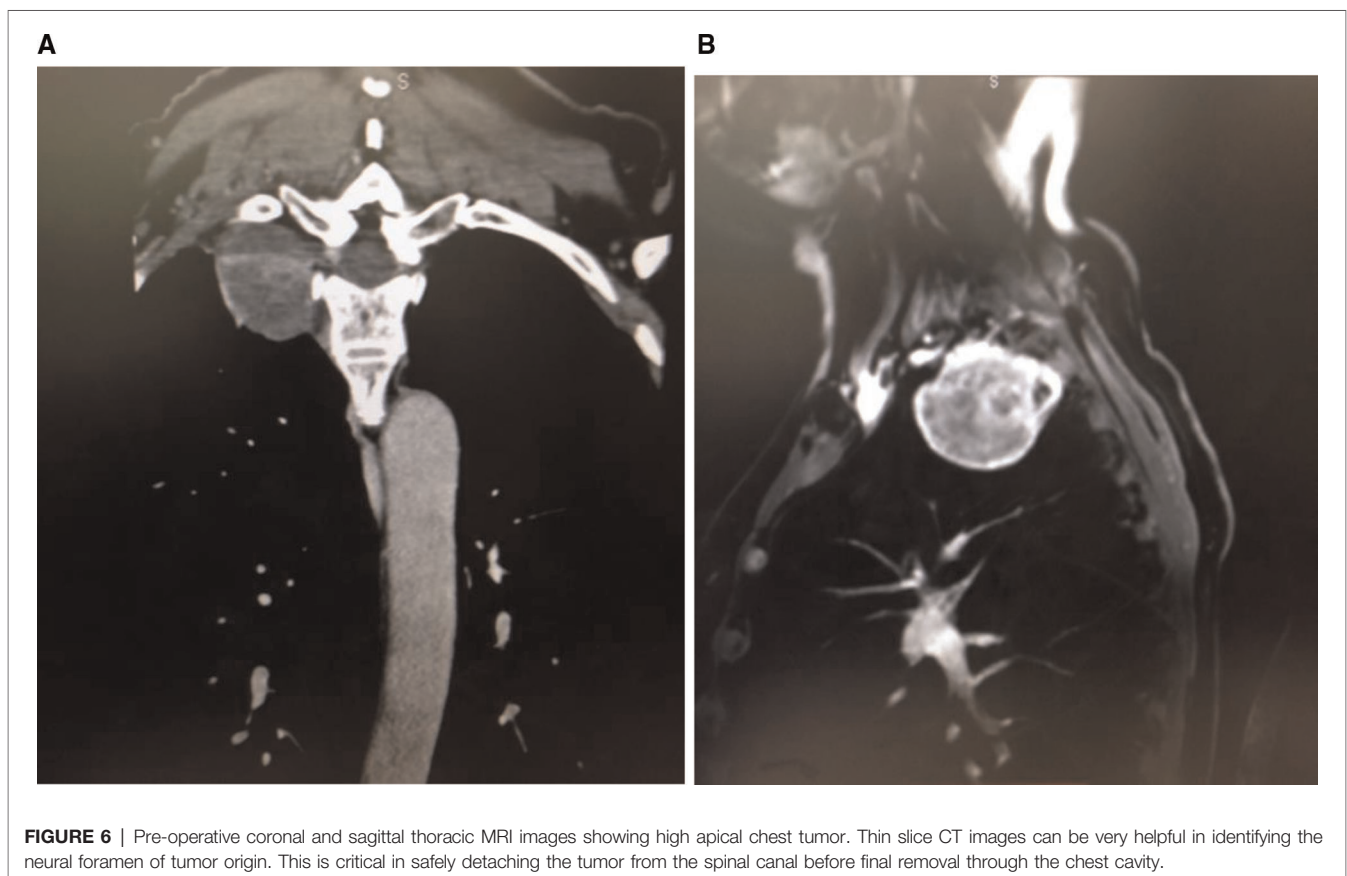 A
B
S
S
FIGURE 6 | Pre-operative coronal and sagittal thoracic MRI images showing high apical chest tumor. Thin slice CT images can be very helpful in identifying the
neural foramen of tumor origin. This is critical in safely detaching the tumor from the spinal canal before final removal through the chest cavity.